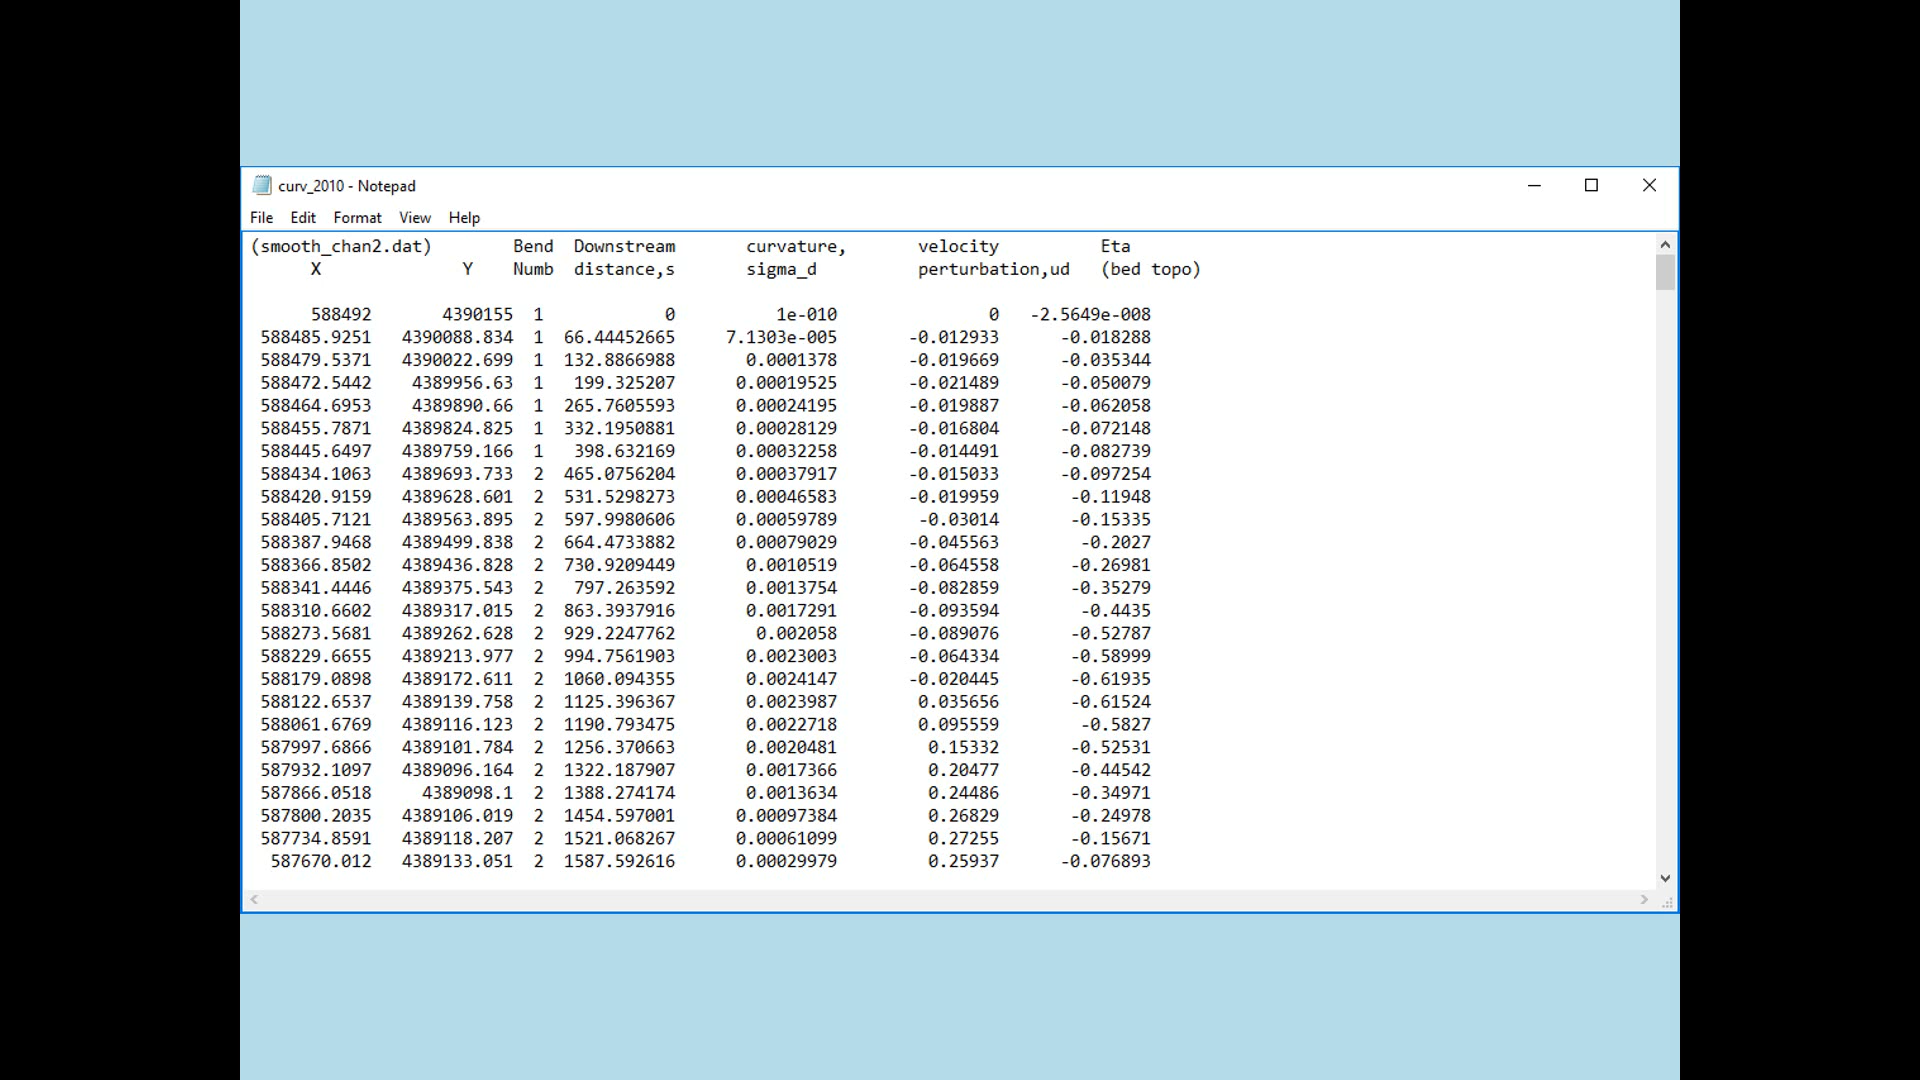 curv_2010 - Notepad
File Edit Format View Help
(smooth_chan2.dat) Bend Downstream curvature, velocity Eta
X Y Numb distance,s sigma_d perturbation,ud (bed topo)
588492 4390155 1 0 1e-010 0 -2.5649e-008
588485.9251 4390088.834 1 66.44452665 7.1303e-005 -0.012933 -0.018288
588479.5371 4390022.699 1 132.8866988 0.0001378 -0.019669 -0.035344
588472.5442 4389956.63 1 199.325207 0.00019525 -0.021489 -0.050079
588464.6953 4389890.66 1 265.7605593 0.00024195 -0.019887 -0.062058
588455.7871 4389824.825 1 332.1950881 0.00028129 -0.016804 -0.072148
588445.6497 4389759.166 1 398.632169 0.00032258 -0.014491 -0.082739
588434.1063 4389693.733 2 465.0756204 0.00037917 -0.015033 -0.097254
588420.9159 4389628.601 2 531.5298273 0.00046583 -0.019959 -0.11948
588405.7121 4389563.895 2 597.9980606 0.00059789 -0.03014 -0.15335
588387.9468 4389499.838 2 664.4733882 0.00079029 -0.045563 -0.2027
588366.8502 4389436.828 2 730.9209449 0.0010519 -0.064558 -0.26981
588341.4446 4389375.543 2 797.263592 0.0013754 -0.082859 -0.35279
588310.6602 4389317.015 2 863.3937916 0.0017291 -0.093594 -0.4435
588273.5681 4389262.628 2 929.2247762 0.002058 -0.089076 -0.52787
588229.6655 4389213.977 2 994.7561903 0.0023003 -0.064334 -0.58999
588179.0898 4389172.611 2 1060.094355 0.0024147 -0.020445 -0.61935
588122.6537 4389139.758 2 1125.396367 0.0023987 0.035656 -0.61524
588061.6769 4389116.123 2 1190.793475 0.0022718 0.095559 -0.5827
587997.6866 4389101.784 2 1256.370663 0.0020481 0.15332 -0.52531
587932.1097 4389096.164 2 1322.187907 0.0017366 0.20477 -0.44542
587866.0518 4389098.1 2 1388.274174 0.0013634 0.24486 -0.34971
587800.2035 4389106.019 2 1454.597001 0.00097384 0.26829 -0.24978
587734.8591 4389118.207 2 1521.068267 0.00061099 0.27255 -0.15671
587670.012 4389133.051 2 1587.592616 0.00029979 0.25937 -0.076893